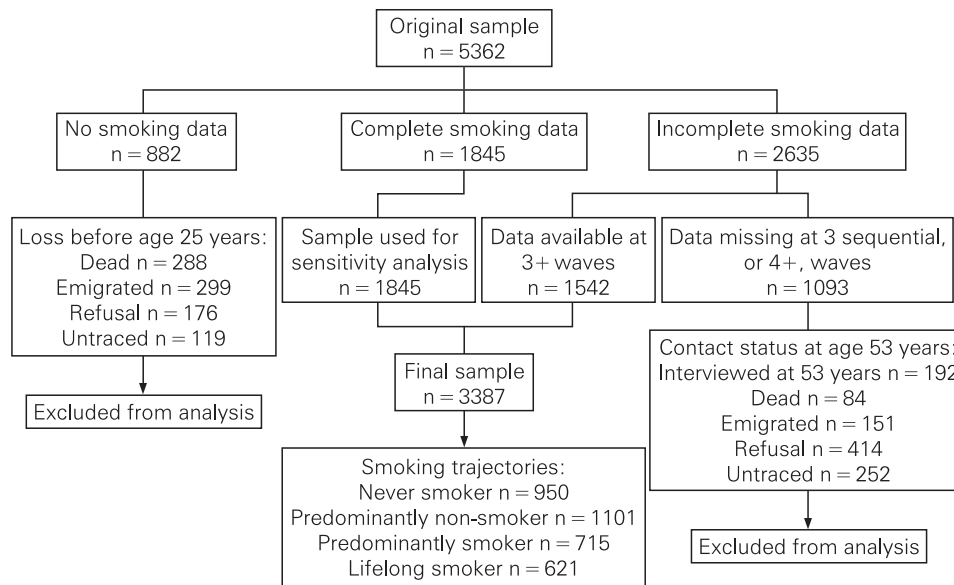 Original sample
n = 5362
No smoking data
n = 882
Complete smoking data
n = 1845
Incomplete smoking data
n = 2635
Loss before age 25 years:
Dead n = 288
Emigrated n = 299
Refusal n = 176
Untraced n = 119
Sample used for
sensitivity analysis
n = 1845
Data available at
3+ waves
n = 1542
Data missing at 3 sequential,
or 4+, waves
n = 1093
Excluded from analysis
Final sample
n = 3387
Contact status at age 53 years:
Interviewed at 53 years n = 192
Dead n = 84
Emigrated n = 151
Refusal n = 414
Untraced n = 252
Smoking trajectories:
Never smoker n = 950
Predominantly non-smoker n = 1101
Predominantly smoker n = 715
Lifelong smoker n = 621
Excluded from analysis